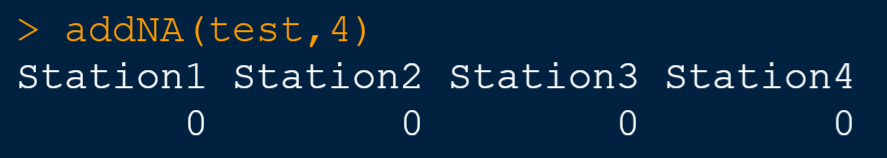 > addNA(test,4)
Station1 Station2 Station3 Station4
0 0 0 0